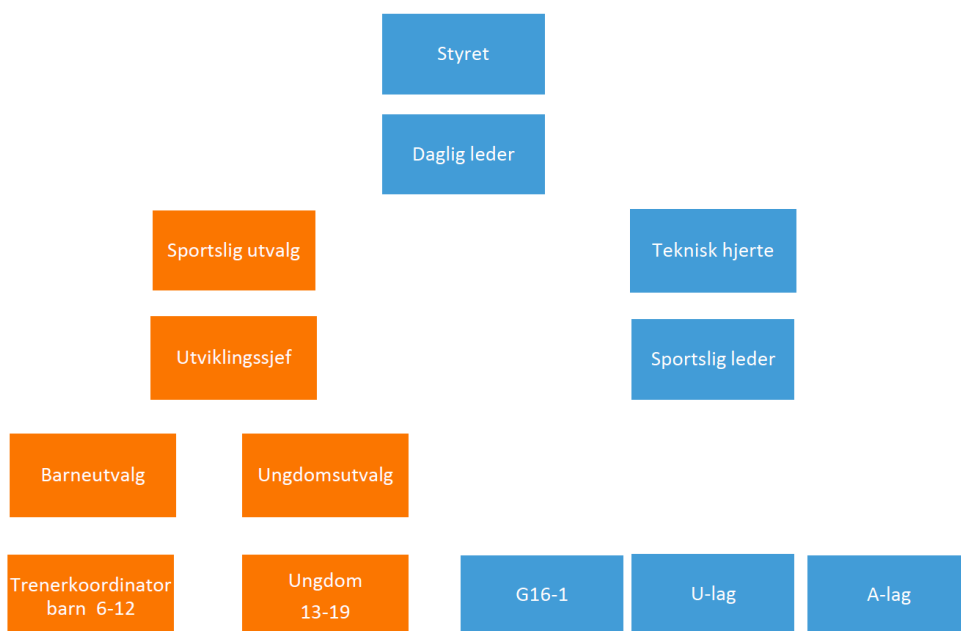 Styret
Daglig leder
Sportslig utvalg
Teknisk hjerte
Utviklingssjef
Sportslig leder
Barneutvalg
Ungdomsutvalg
Trenerkoordinator
barn 6-12
Ungdom
13-19
G16-1
U-lag
A-lag